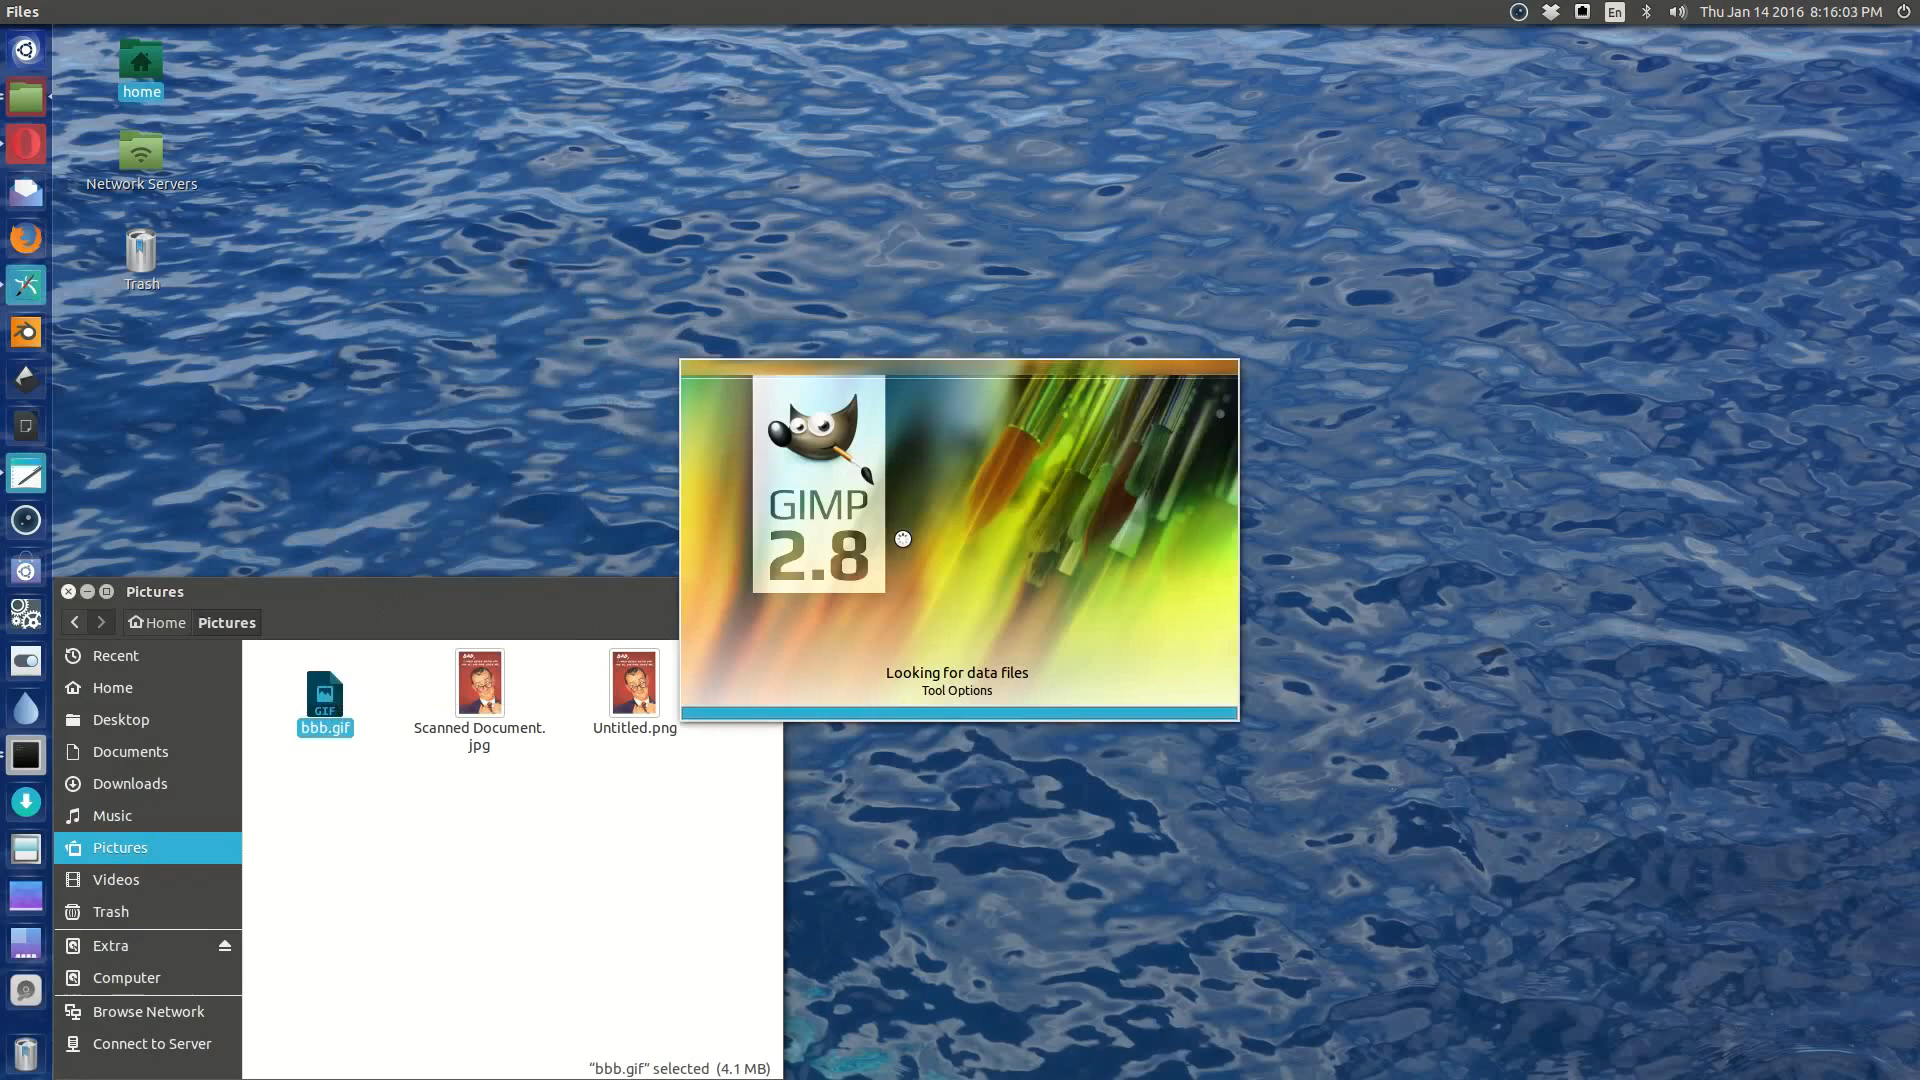 Files
En
Thu Jan 14 2016 8:16:03 PM
home
Network Servers
Trash
GIMP
2.8
Looking for data files
Tool Options
Pictures
Home
Pictures
Recent
Home
Desktop
Documents
Downloads
Music
Pictures
Videos
Trash
Extra
Computer
Browse Network
Connect to Server
GIF
bbb.gif
DAD,
Scanned Document.
jpg
DAD,
Untitled.png
“bbb.gif” selected (4.1 MB)